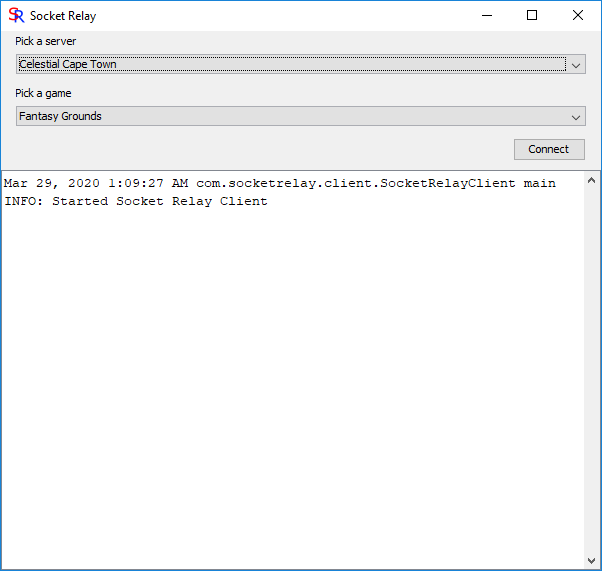 SR Socket Relay
Pick a server
Celestial Cape Town
Pick a game
Fantasy Grounds
Connect
Mar 29, 2020 1:09:27 AM com.socketrelay.client.SocketRelayClient main
INFO: Started Socket Relay Client